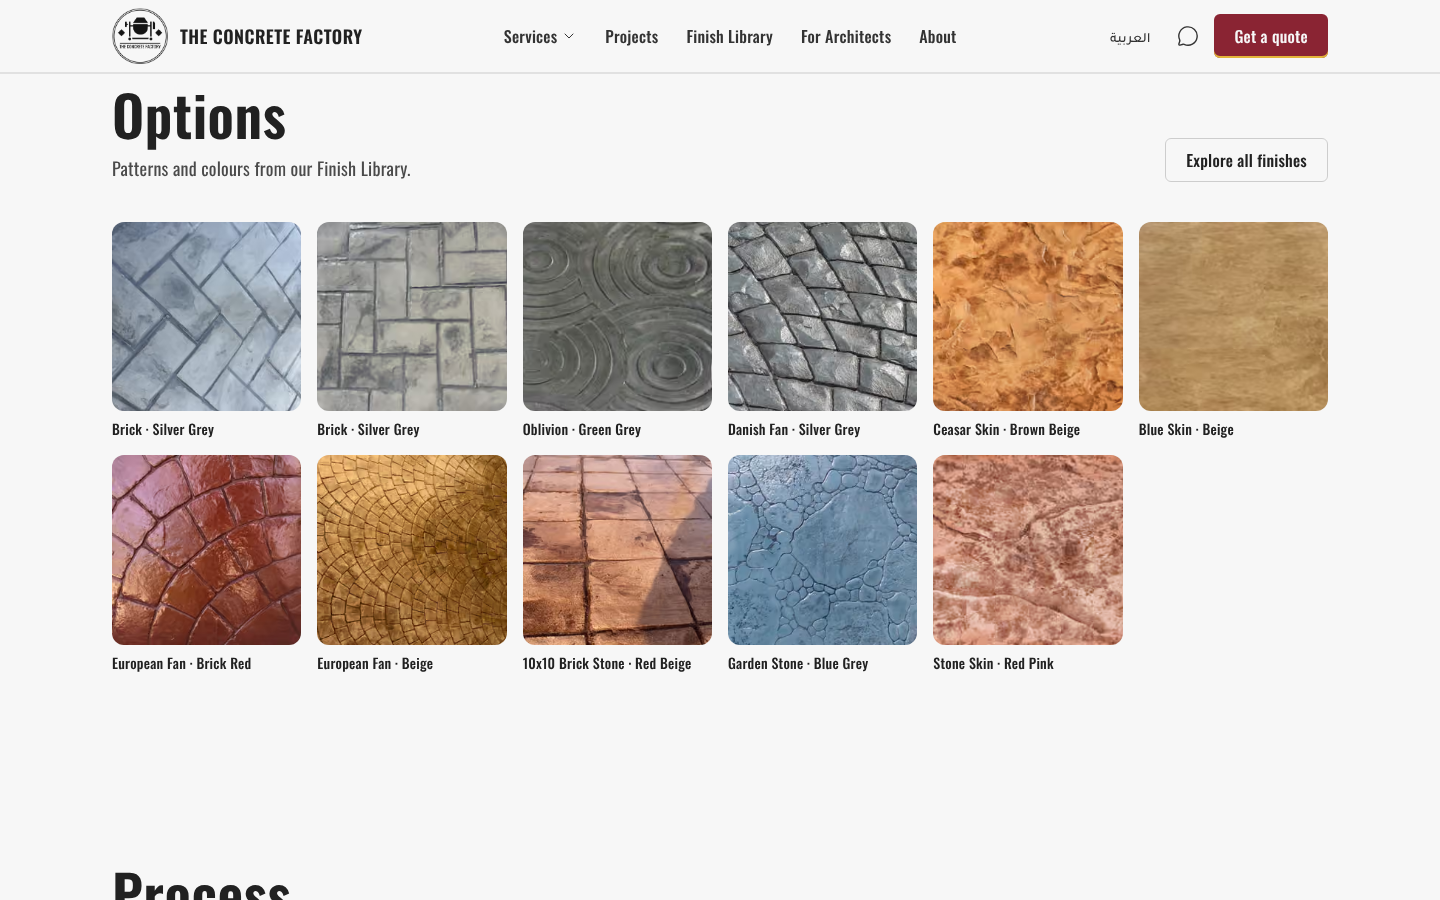 THE CONCRETE FACTORY
THE CONCRETE FACTORY
Services
Projects
Finish Library
For Architects
About
العربية
Get a quote
Options
Patterns and colours from our Finish Library.
Explore all finishes
Brick · Silver Grey
Brick · Silver Grey
Oblivion · Green Grey
Danish Fan · Silver Grey
Ceasar Skin · Brown Beige
Blue Skin · Beige
European Fan · Brick Red
European Fan · Beige
10x10 Brick Stone · Red Beige
Garden Stone · Blue Grey
Stone Skin · Red Pink
Process